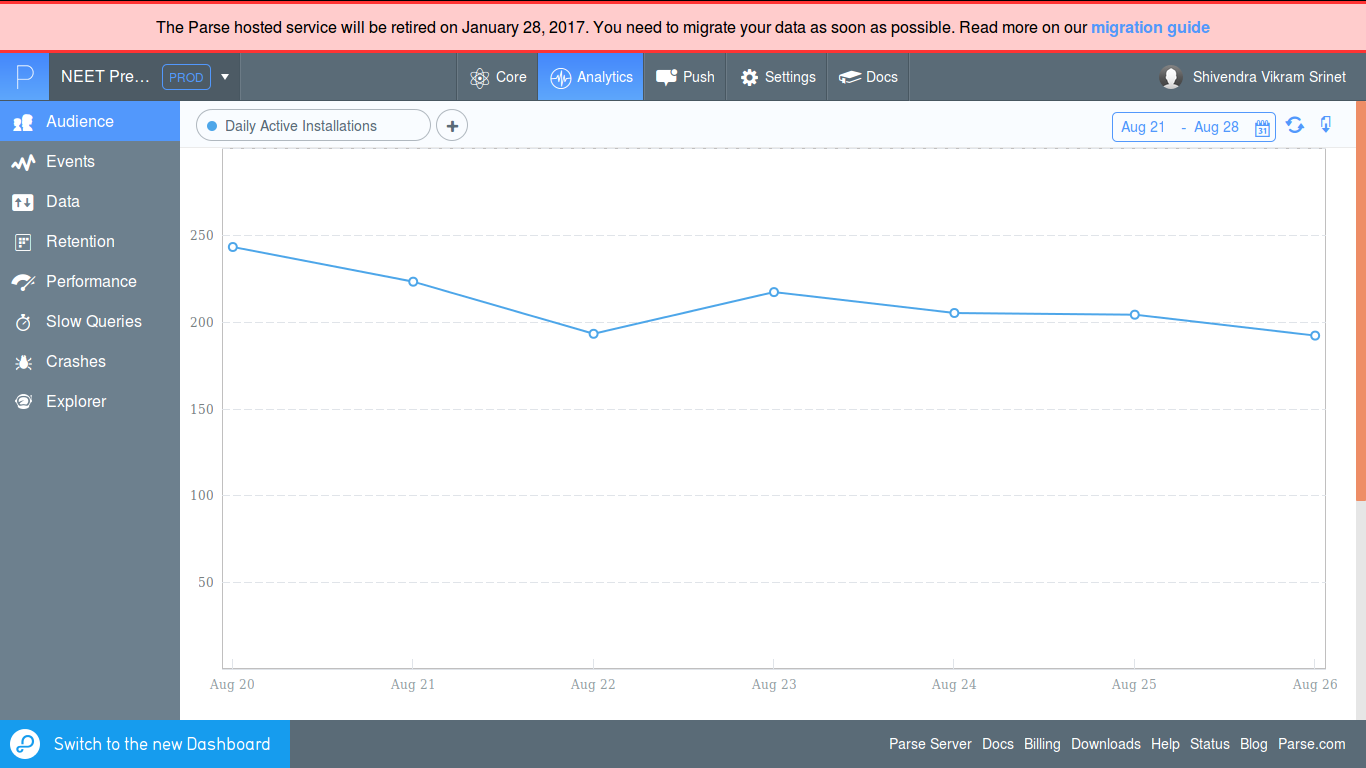 The Parse hosted service will be retired on January 28, 2017. You need to migrate your data as soon as possible. Read more on our migration guide
NEET Pre... PROD Core Analytics Push Settings Docs Shivendra Vikram Srinet
Audience
Events
Data
Retention
Performance
Slow Queries
Crashes
Explorer
Daily Active Installations + Aug 21 - Aug 28 31
250
200
150
100
50
Aug 20 Aug 21 Aug 22 Aug 23 Aug 24 Aug 25 Aug 26
Switch to the new Dashboard Parse Server Docs Billing Downloads Help Status Blog Parse.com